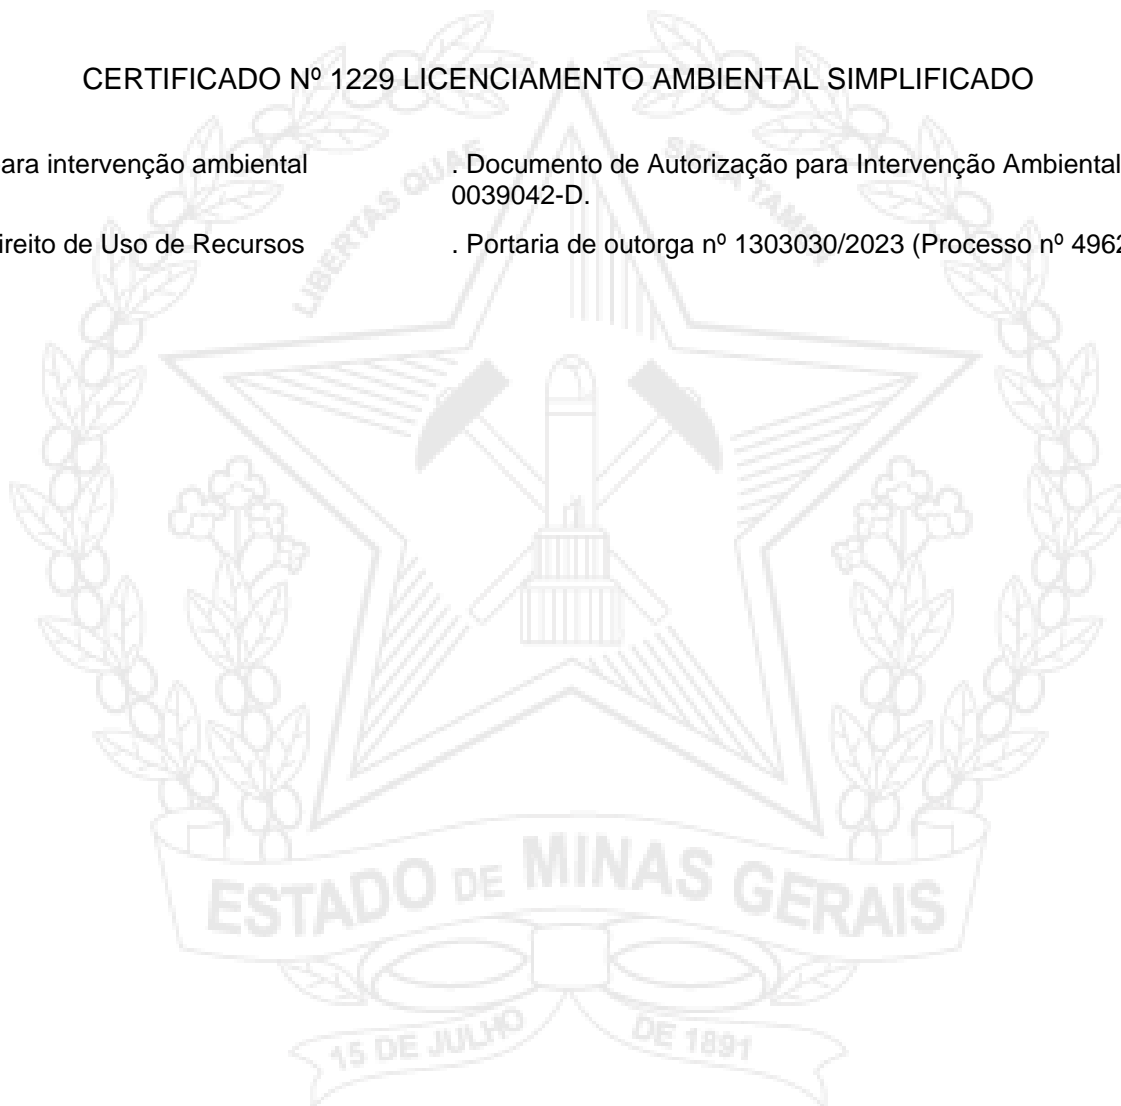 CERTIFICADO Nº 1229 LICENCIAMENTO AMBIENTAL SIMPLIFICADO
ara intervenção ambiental
. Documento de Autorização para Intervenção Ambiental
0039042-D.
ireito de Uso de Recursos
. Portaria de outorga nº 1303030/2023 (Processo nº 4962
LIBERTAS QUAE SERA TAMEN
ESTADO DE MINAS GERAIS
15 DE JULHO DE 1891